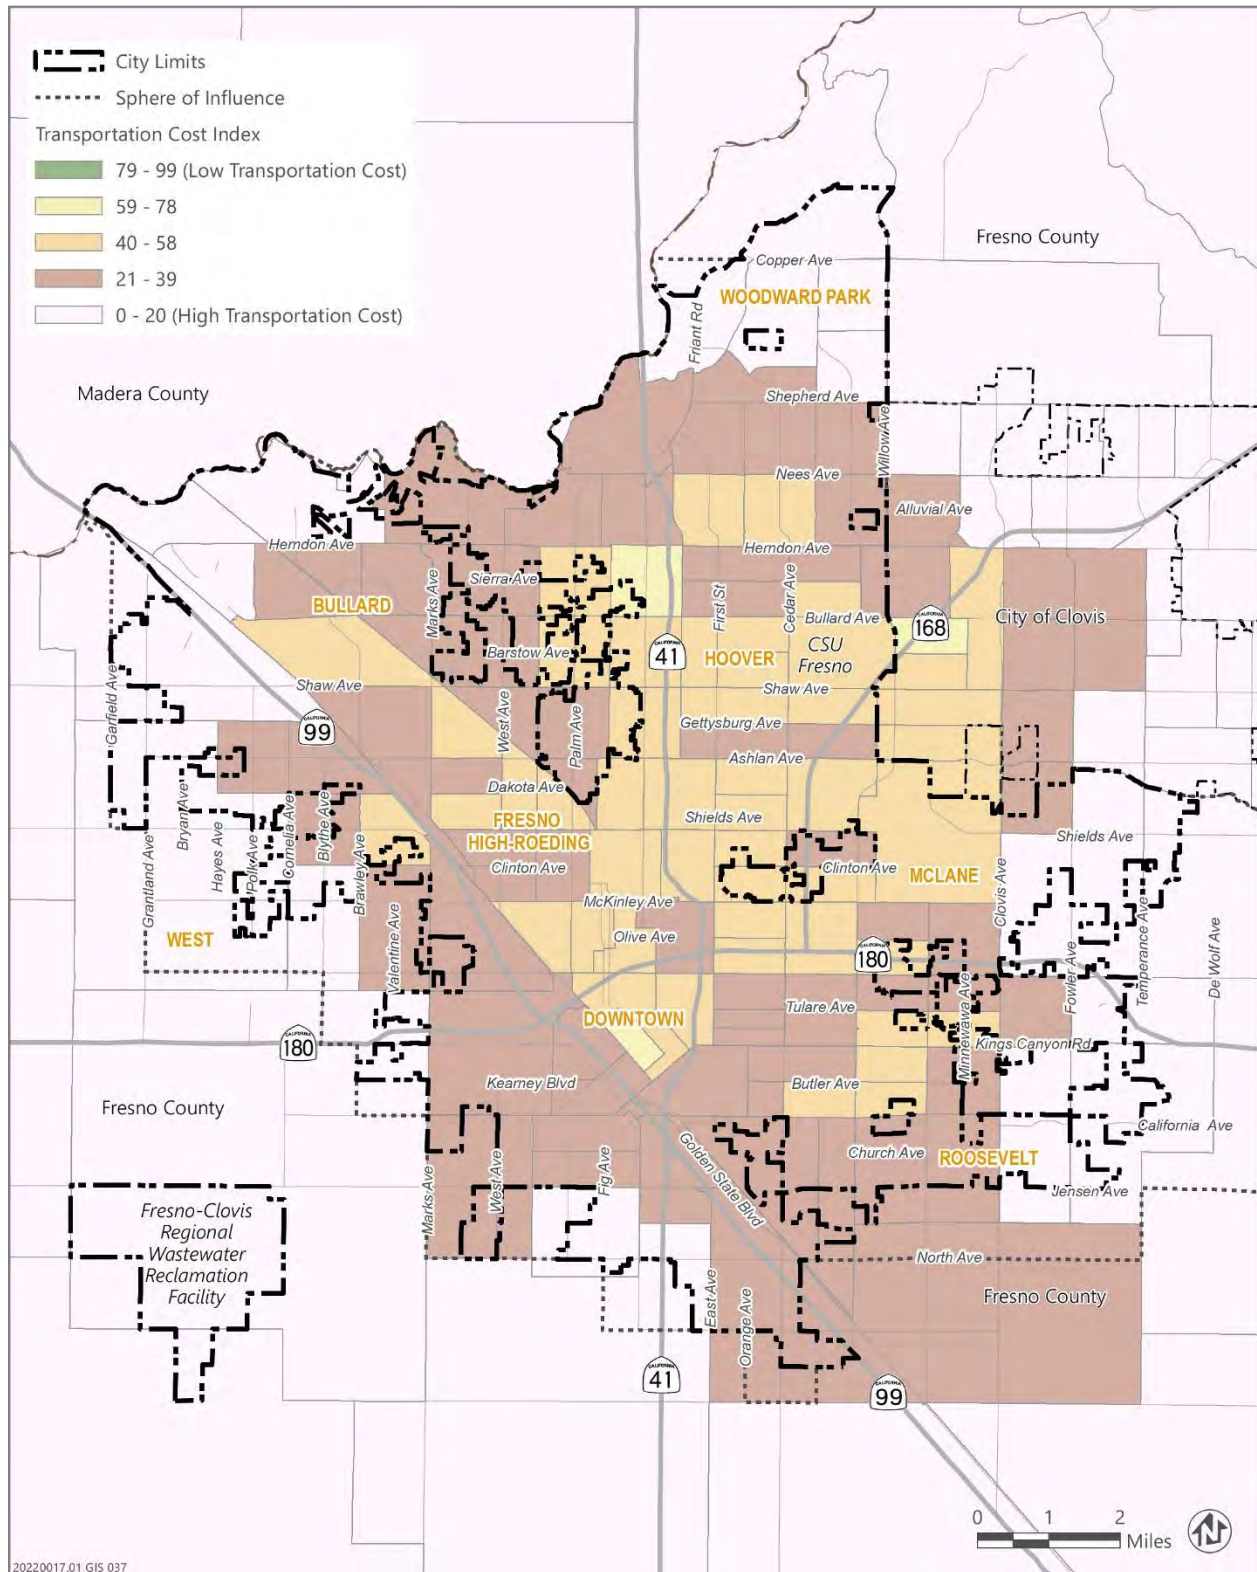 City Limits
Sphere of Influence
Transportation Cost Index
79 - 99 (Low Transportation Cost)
59 - 78
40 - 58
21 - 39
0 - 20 (High Transportation Cost)
Fresno County
Copper Ave
WOODWARD PARK
Friant Rd
Madera County
Shepherd Ave
Willow Ave
Nees Ave
Alluvial Ave
Herndon Ave
Herndon Ave
Sierra Ave
Marks Ave
BULLARD
First St
Cedar Ave
Bullard Ave
CALIFORNIA
168
City of Clovis
Barstow Ave
CALIFORNIA
41
HOOVER
CSU
Fresno
Shaw Ave
Shaw Ave
Garfield Ave
West Ave
Palm Ave
Gettysburg Ave
CALIFORNIA
99
Ashlan Ave
Dakota Ave
FRESNO
HIGH-ROEDING
Shields Ave
Shields Ave
Grantland Ave
Bryan Ave
Hayes Ave
Polk Ave
Cornelia Ave
Blythe Ave
Brawley Ave
Clinton Ave
Clinton Ave
MCLANE
Clovis Ave
McKinley Ave
WEST
Olive Ave
Valentine Ave
CALIFORNIA
180
Fowler Ave
Temperance Ave
De Wolf Ave
Minnewawa Ave
Tulare Ave
DOWNTOWN
CALIFORNIA
180
Kings Canyon Rd
Kearney Blvd
Butler Ave
Fresno County
California Ave
Golden State Blvd
Church Ave
ROOSEVELT
Marks Ave
West Ave
Fig Ave
Jensen Ave
Fresno-Clovis
Regional
Wastewater
Reclamation
Facility
North Ave
East Ave
Orange Ave
Fresno County
CALIFORNIA
41
CALIFORNIA
99
0 1 2
Miles
N
20220017.01 GIS 037